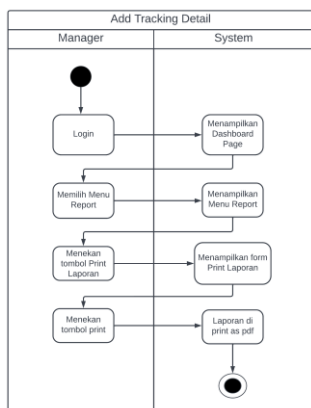 Add Tracking Detail
Manager
System
Login
Menampilkan
Dashboard
Page
Memilih Menu
Report
Menampilkan
Menu Report
Menekan
tombol Print
Laporan
Menampilkan form
Print Laporan
Menekan
tombol print
Laporan di
print as pdf